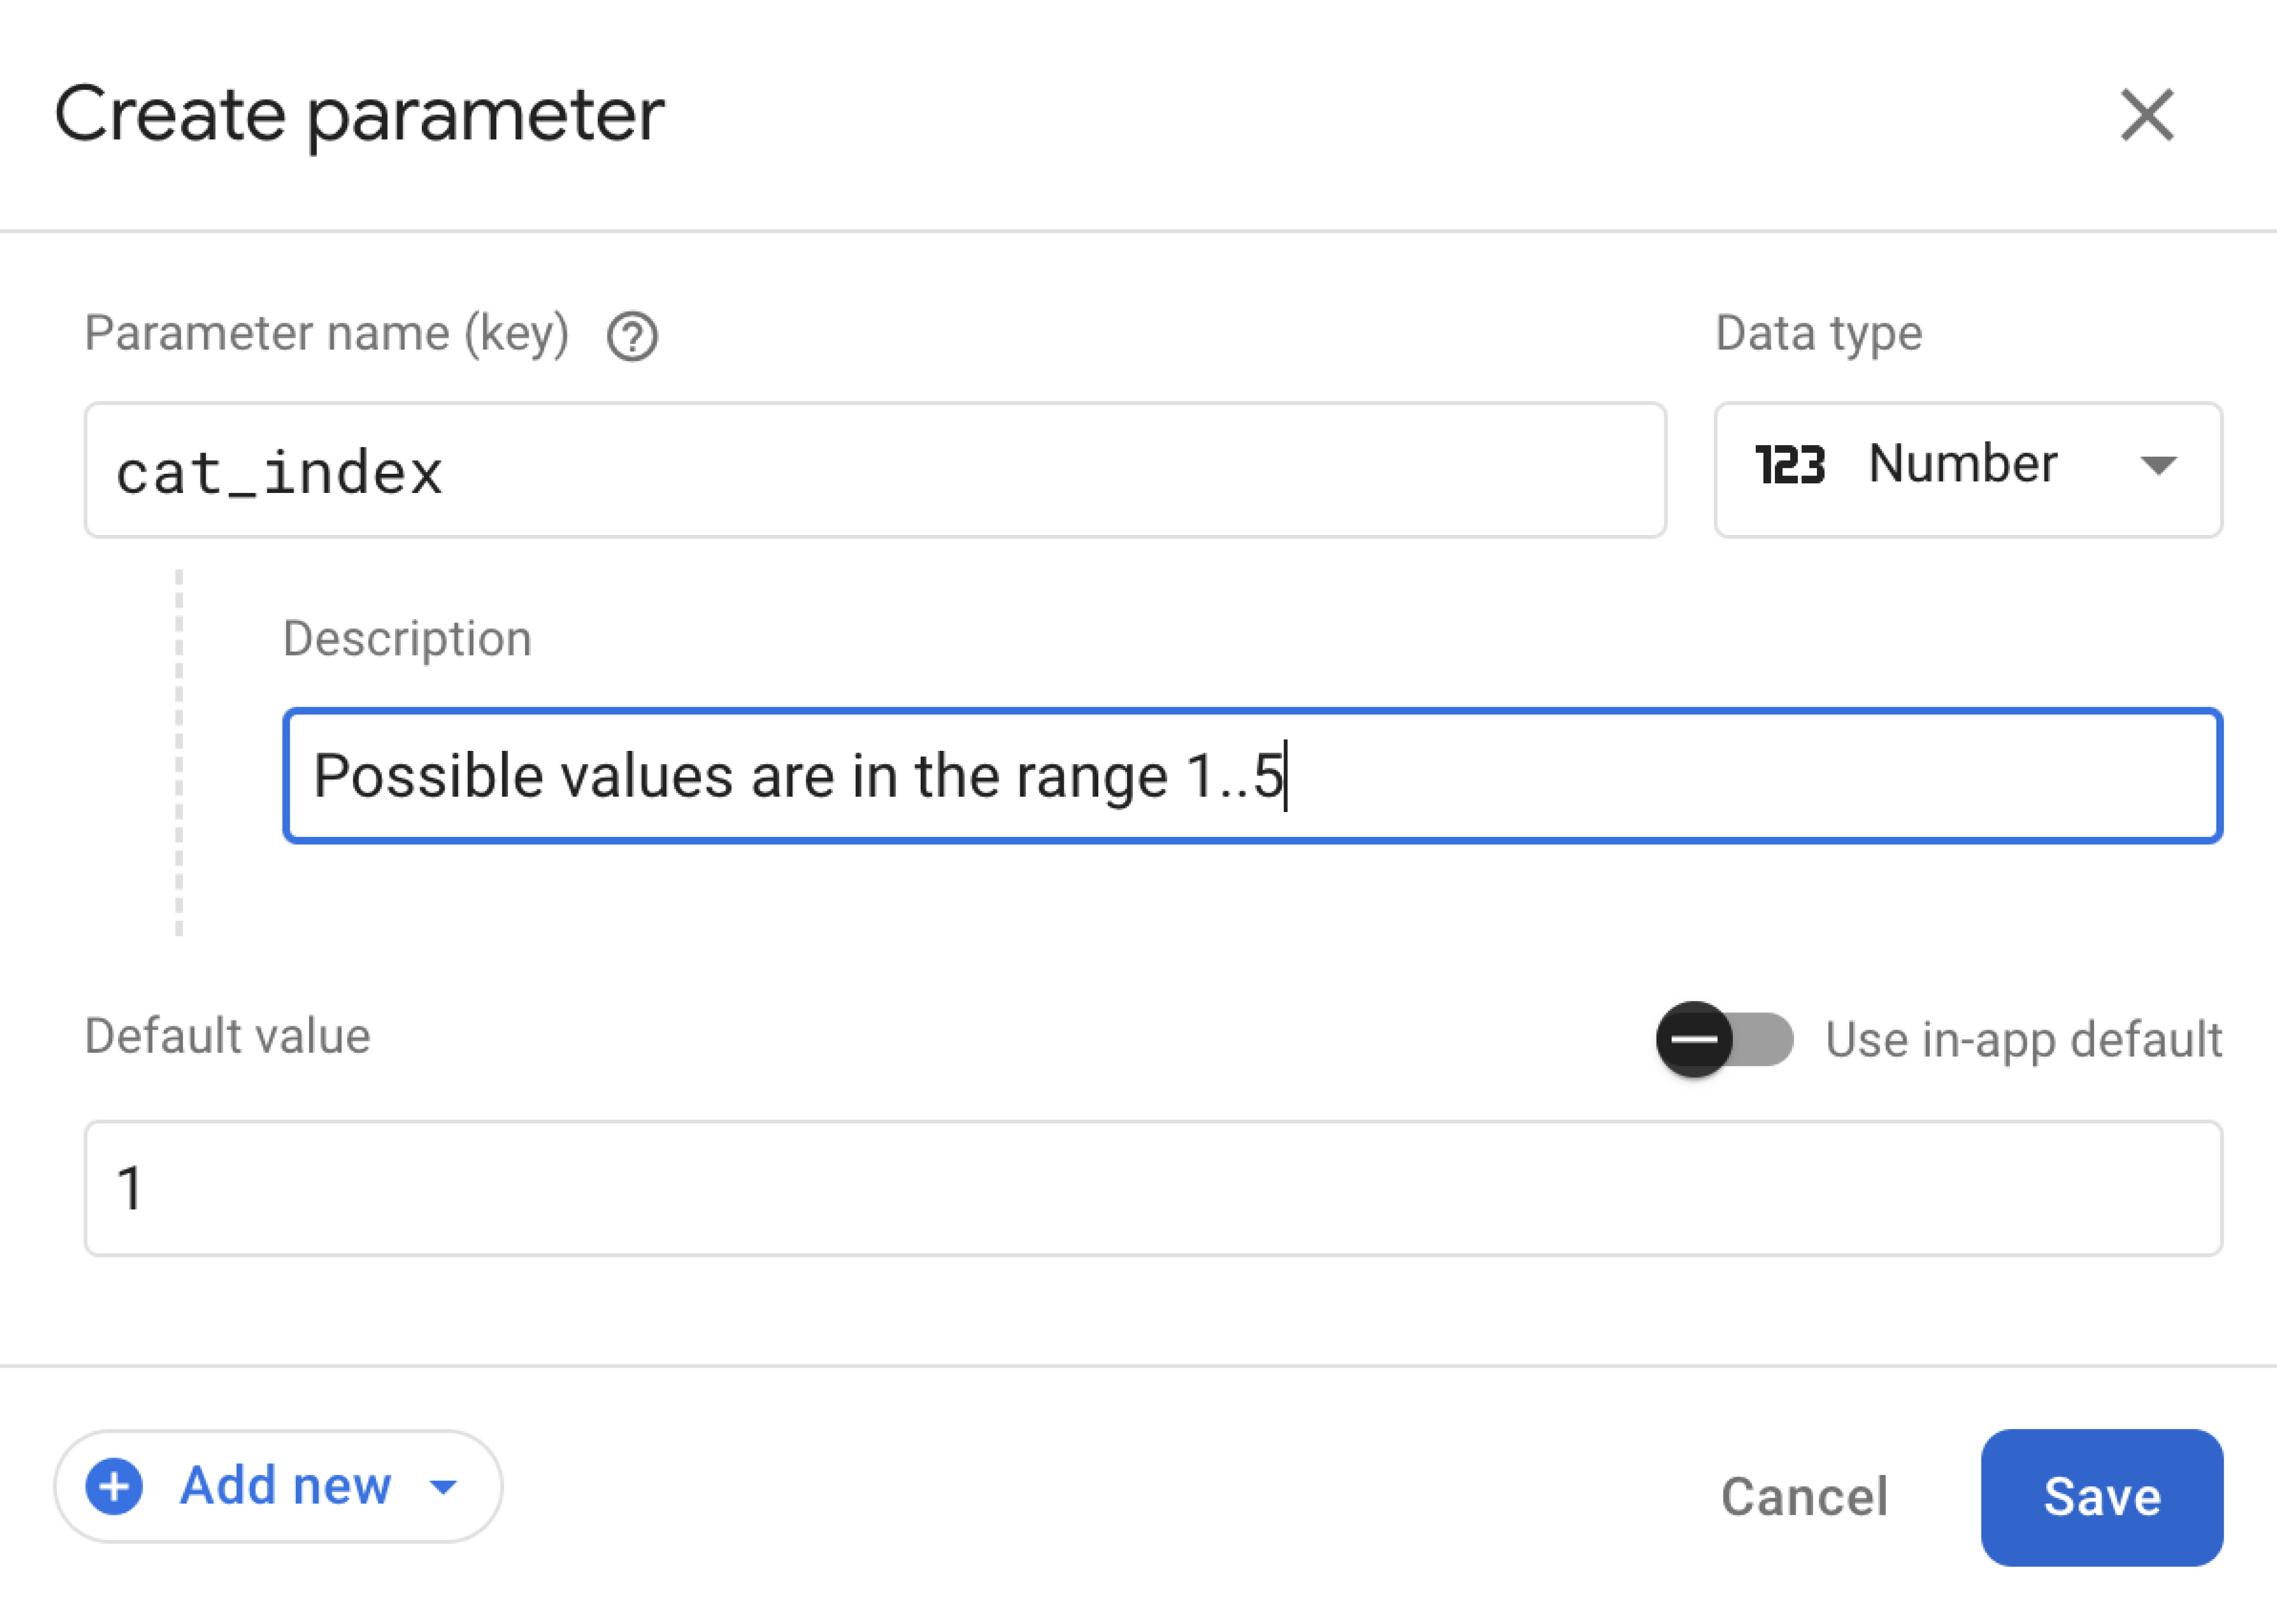 Create parameter
Parameter name (key)
Data type
cat_index
123 Number
Description
Possible values are in the range 1..5
Default value
Use in-app default
1
Add new
Cancel
Save